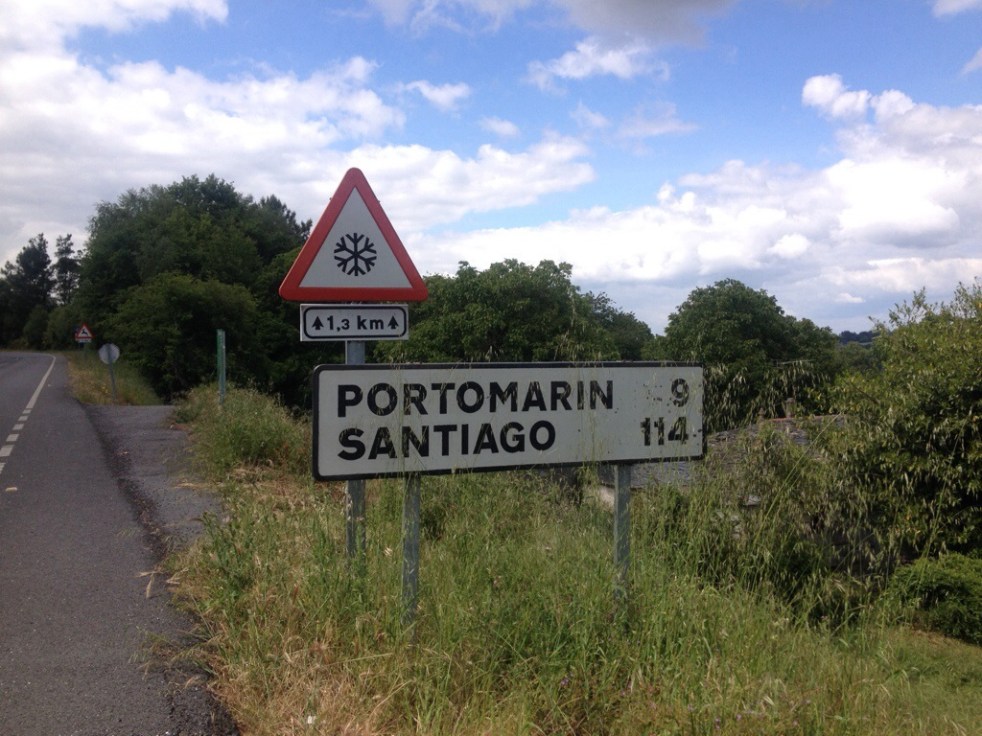 1,3 km
PORTOMARIN 9
SANTIAGO 114